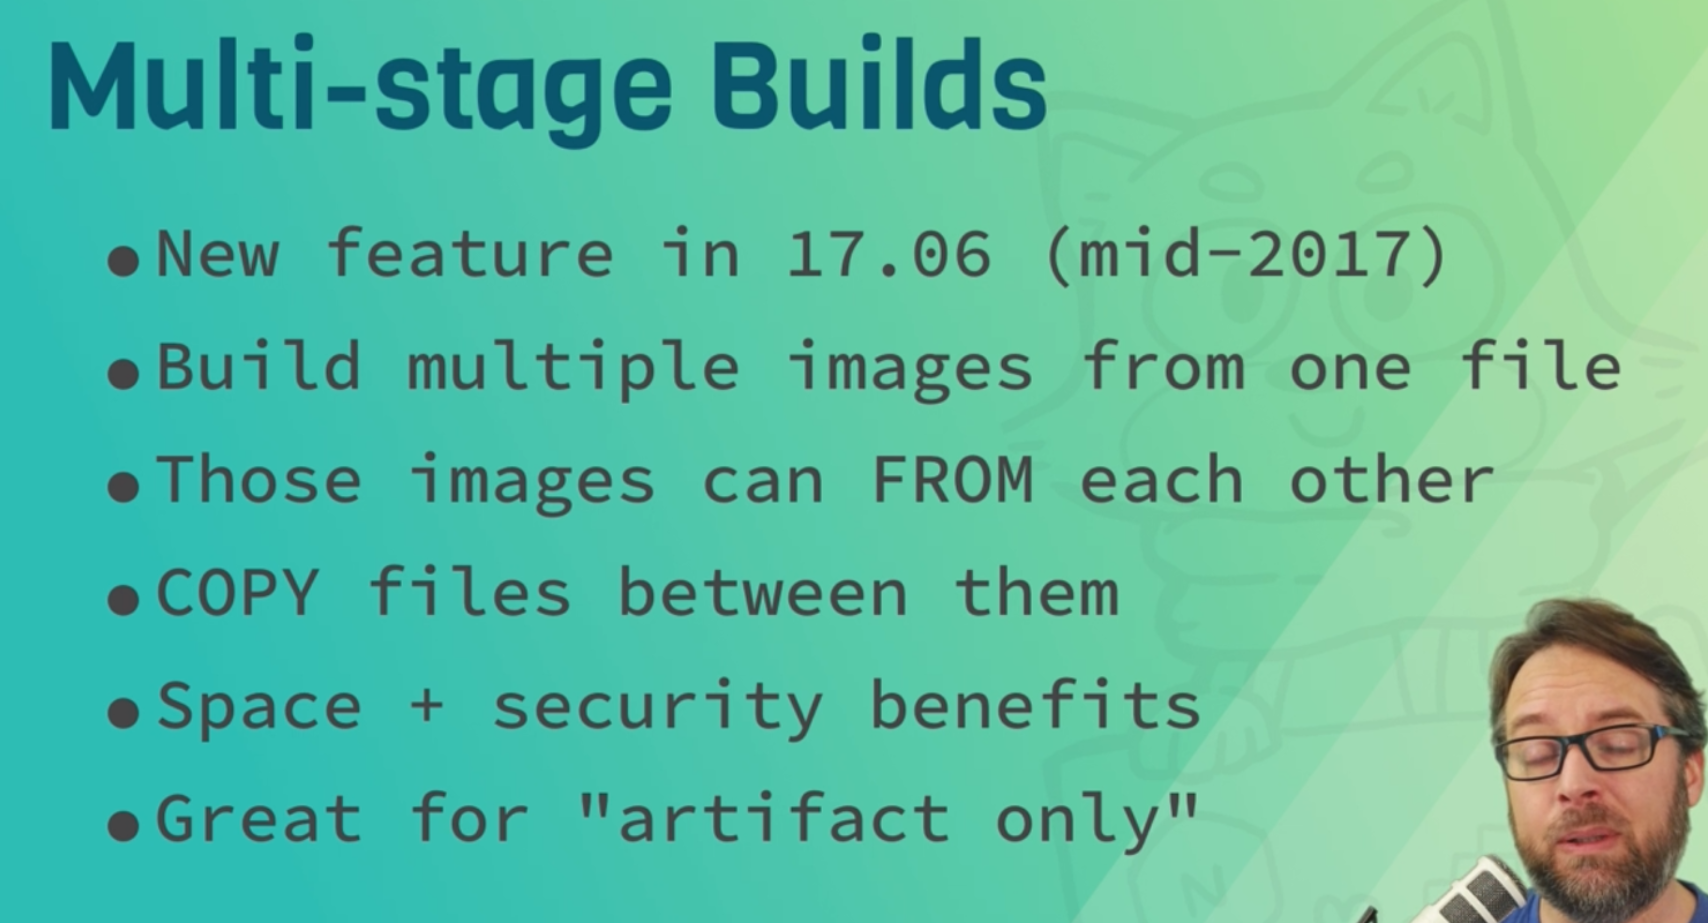 Multi-stage Builds
•New feature in 17.06 (mid-2017)
•Build multiple images from one file
•Those images can FROM each other
•COPY files between them
•Space + security benefits
•Great for "artifact only"
N